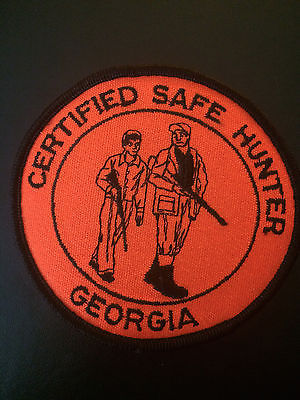 CERTIFIED SAFE HUNTER
GEORGIA